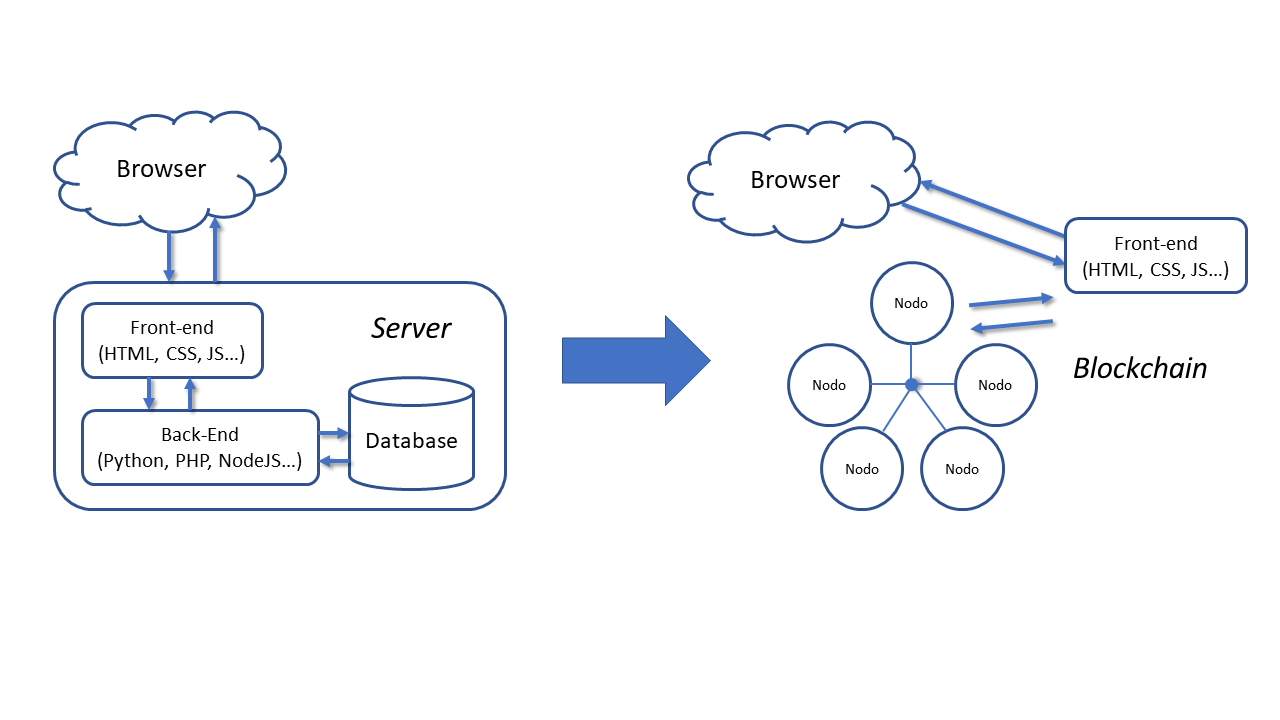 Browser
Server
Front-end
(HTML, CSS, JS...)
Back-End
(Python, PHP, NodeJS...)
Database
Browser
Front-end
(HTML, CSS, JS...)
Nodo
Nodo
Nodo
Nodo
Nodo
Blockchain